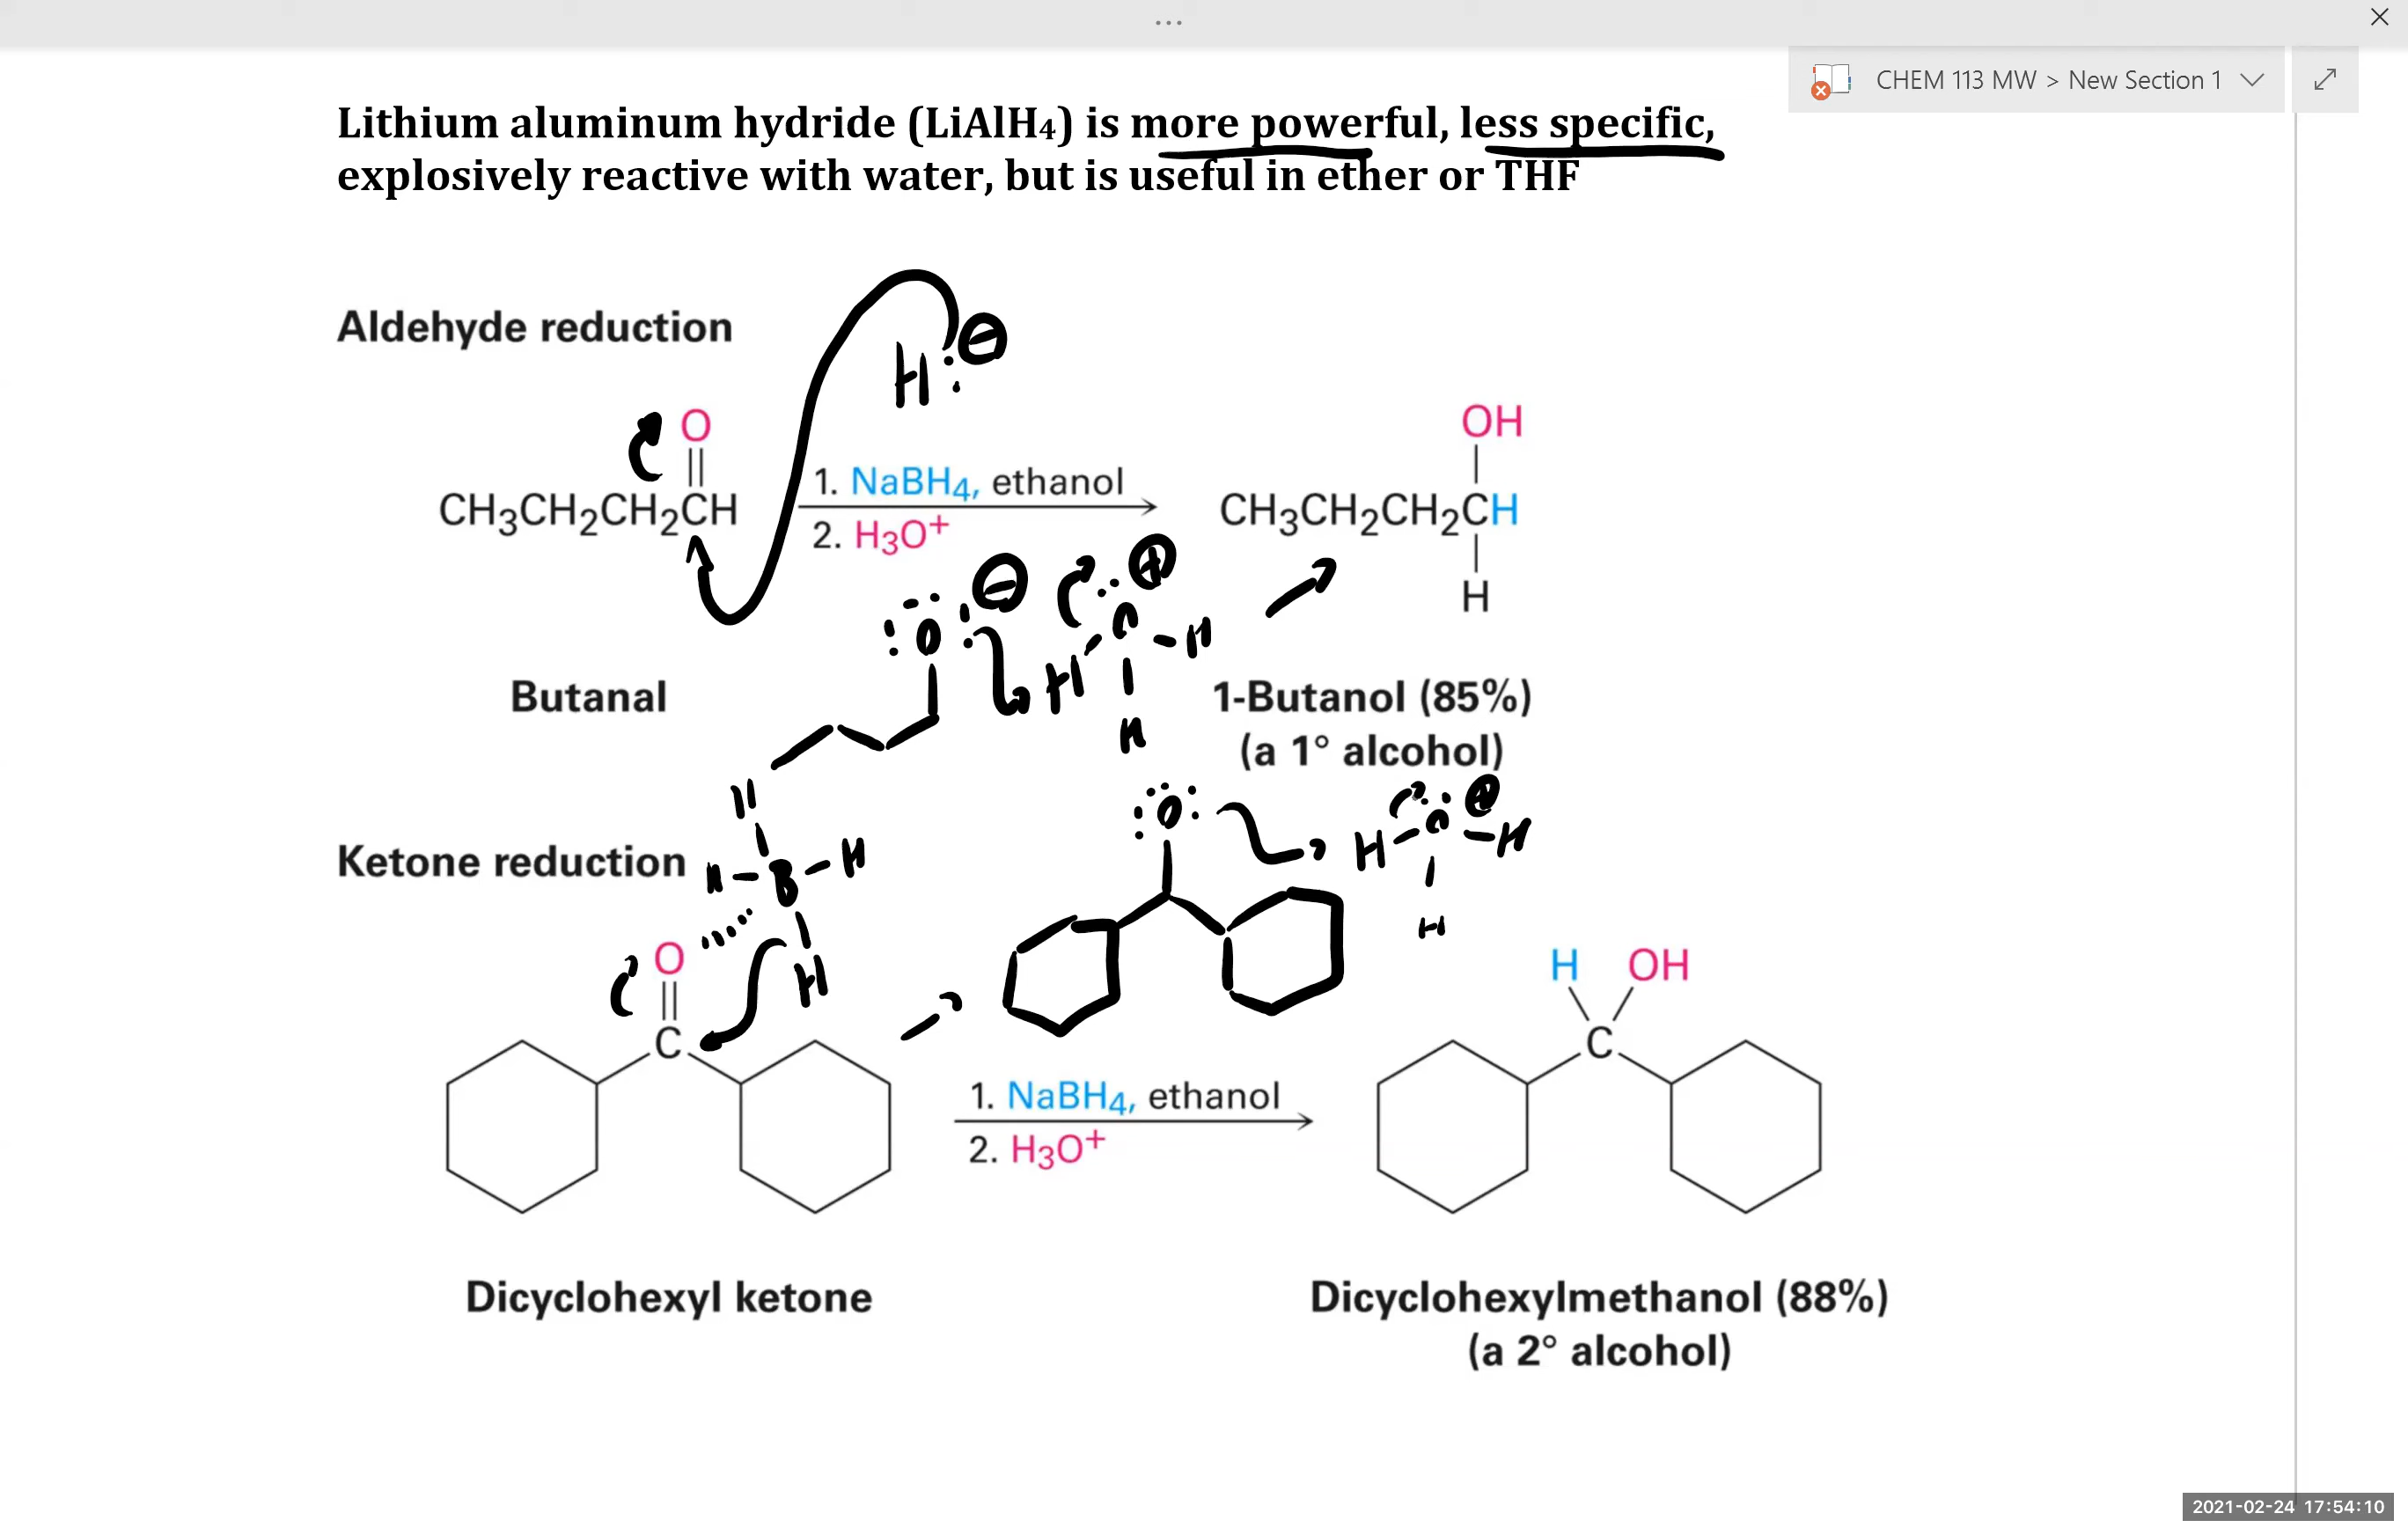 CHEM 113 MW > New Section 1
Lithium aluminum hydride (LiAlH4) is more powerful, less specific,
explosively reactive with water, but is useful in ether or THF
Aldehyde reduction
H:⊖
O
OH
CH3CH2CH2CH
1. NaBH4, ethanol
2. H3O+
CH3CH2CH2CH
H
O ⊖
H O ⊕ H
H
Butanal
1-Butanol (85%)
(a 1° alcohol)
H
Ketone reduction
H B H
H
O
H O ⊕ H
H
O
C
H OH
C
1. NaBH4, ethanol
2. H3O+
Dicyclohexyl ketone
Dicyclohexylmethanol (88%)
(a 2° alcohol)
2021-02-24 17:54:10